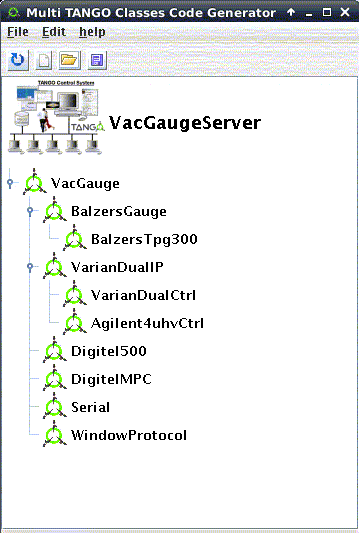 Multi TANGO Classes Code Generator
File Edit help
TANGO Control System
TANGO
VacGaugeServer
VacGauge
BalzersGauge
BalzersTpg300
VarianDualIP
VarianDualCtrl
Agilent4uhvCtrl
Digitel500
DigitelMPC
Serial
WindowProtocol